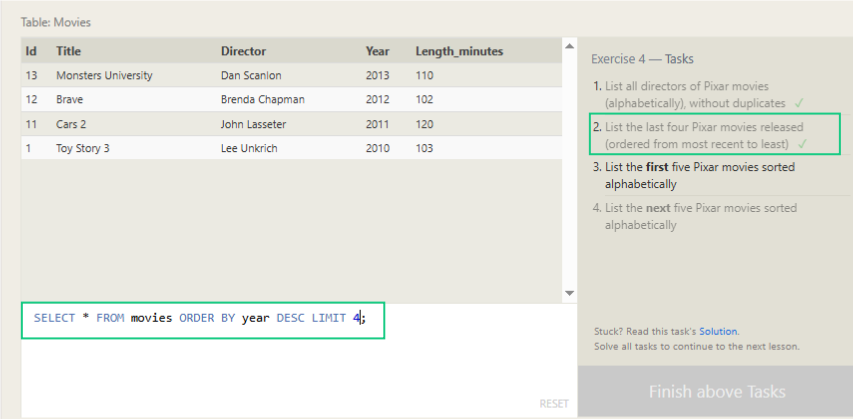 Table: Movies
Id Title Director Year Length_minutes
13 Monsters University Dan Scanlon 2013 110
12 Brave Brenda Chapman 2012 102
11 Cars 2 John Lasseter 2011 120
1 Toy Story 3 Lee Unkrich 2010 103
SELECT * FROM movies ORDER BY year DESC LIMIT 4;
RESET
Exercise 4 — Tasks
1. List all directors of Pixar movies
(alphabetically), without duplicates ✓
2. List the last four Pixar movies released
(ordered from most recent to least) ✓
3. List the first five Pixar movies sorted
alphabetically
4. List the next five Pixar movies sorted
alphabetically
Stuck? Read this task's Solution.
Solve all tasks to continue to the next lesson.
Finish above Tasks